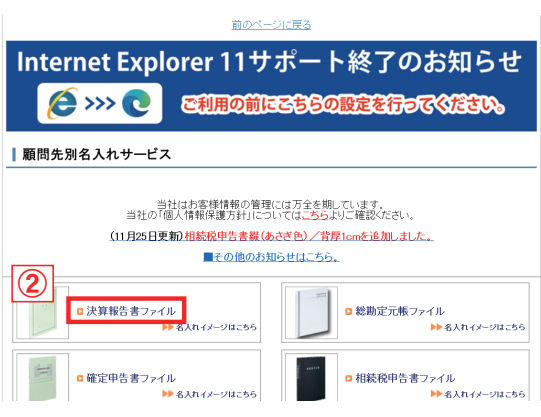 前のページに戻る
Internet Explorer 11サポート終了のお知らせ
>>> ご利用の前にこちらの設定を行ってください。
顧問先別名入れサービス
当社はお客様情報の管理には万全を期しています。
当社の「個人情報保護方針」についてはこちらよりご確認ください。
(11月25日更新)相続税申告書綴(あさぎ色)／背厚1cmを追加しました。
■その他のお知らせはこちら。
②
決算報告書ファイル
名入れイメージはこちら
総勘定元帳ファイル
名入れイメージはこちら
確定申告書ファイル
名入れイメージはこちら
相続税申告書ファイル
名入れイメージはこちら